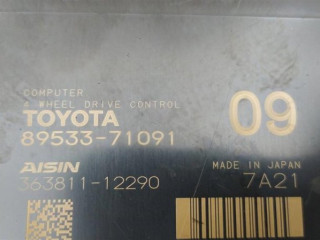 COMPUTER
4 WHEEL DRIVE CONTROL
TOYOTA
89533-71091
09
AISIN
363811-12290
MADE IN JAPAN
7A21